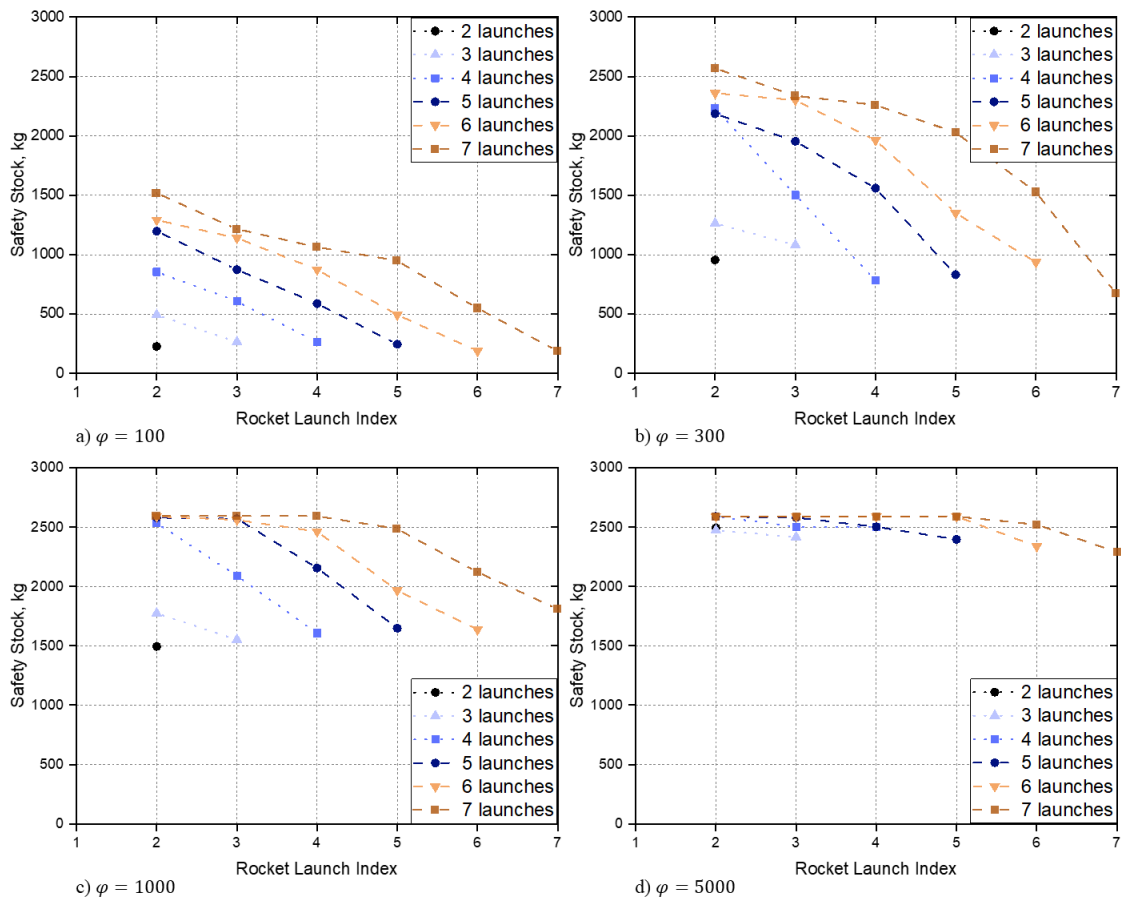 3000
2500
2000
1500
1000
500
0
Safety Stock, kg
2 launches
3 launches
4 launches
5 launches
6 launches
7 launches
1 2 3 4 5 6 7
Rocket Launch Index
a) φ = 100
3000
2500
2000
1500
1000
500
0
Safety Stock, kg
2 launches
3 launches
4 launches
5 launches
6 launches
7 launches
1 2 3 4 5 6 7
Rocket Launch Index
b) φ = 300
3000
2500
2000
1500
1000
500
0
Safety Stock, kg
2 launches
3 launches
4 launches
5 launches
6 launches
7 launches
1 2 3 4 5 6 7
Rocket Launch Index
c) φ = 1000
3000
2500
2000
1500
1000
500
0
Safety Stock, kg
2 launches
3 launches
4 launches
5 launches
6 launches
7 launches
1 2 3 4 5 6 7
Rocket Launch Index
d) φ = 5000